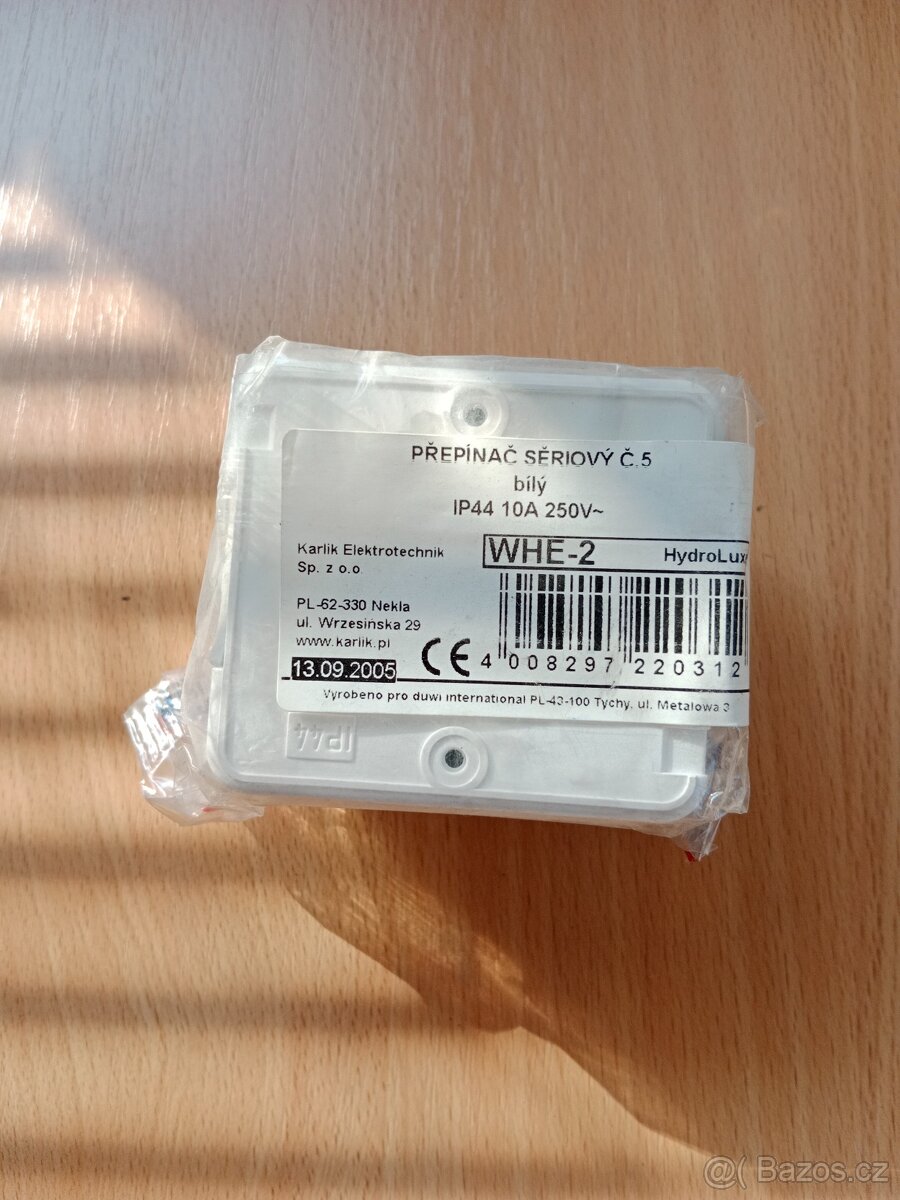 PŘEPÍNAČ SÉRIOVÝ Č.5
bílý
IP44 10A 250V~
Karlik Elektrotechnik
Sp. z o.o.
WHE-2 HydroLux
PL-62-330 Nekla
ul. Wrzesińska 29
www.karlik.pl
13.09.2005
CE
4 008297 220312
Vyrobeno pro duwi international PL-43-100 Tychy, ul. Metalowa 3
IP44
@ Bazos.cz